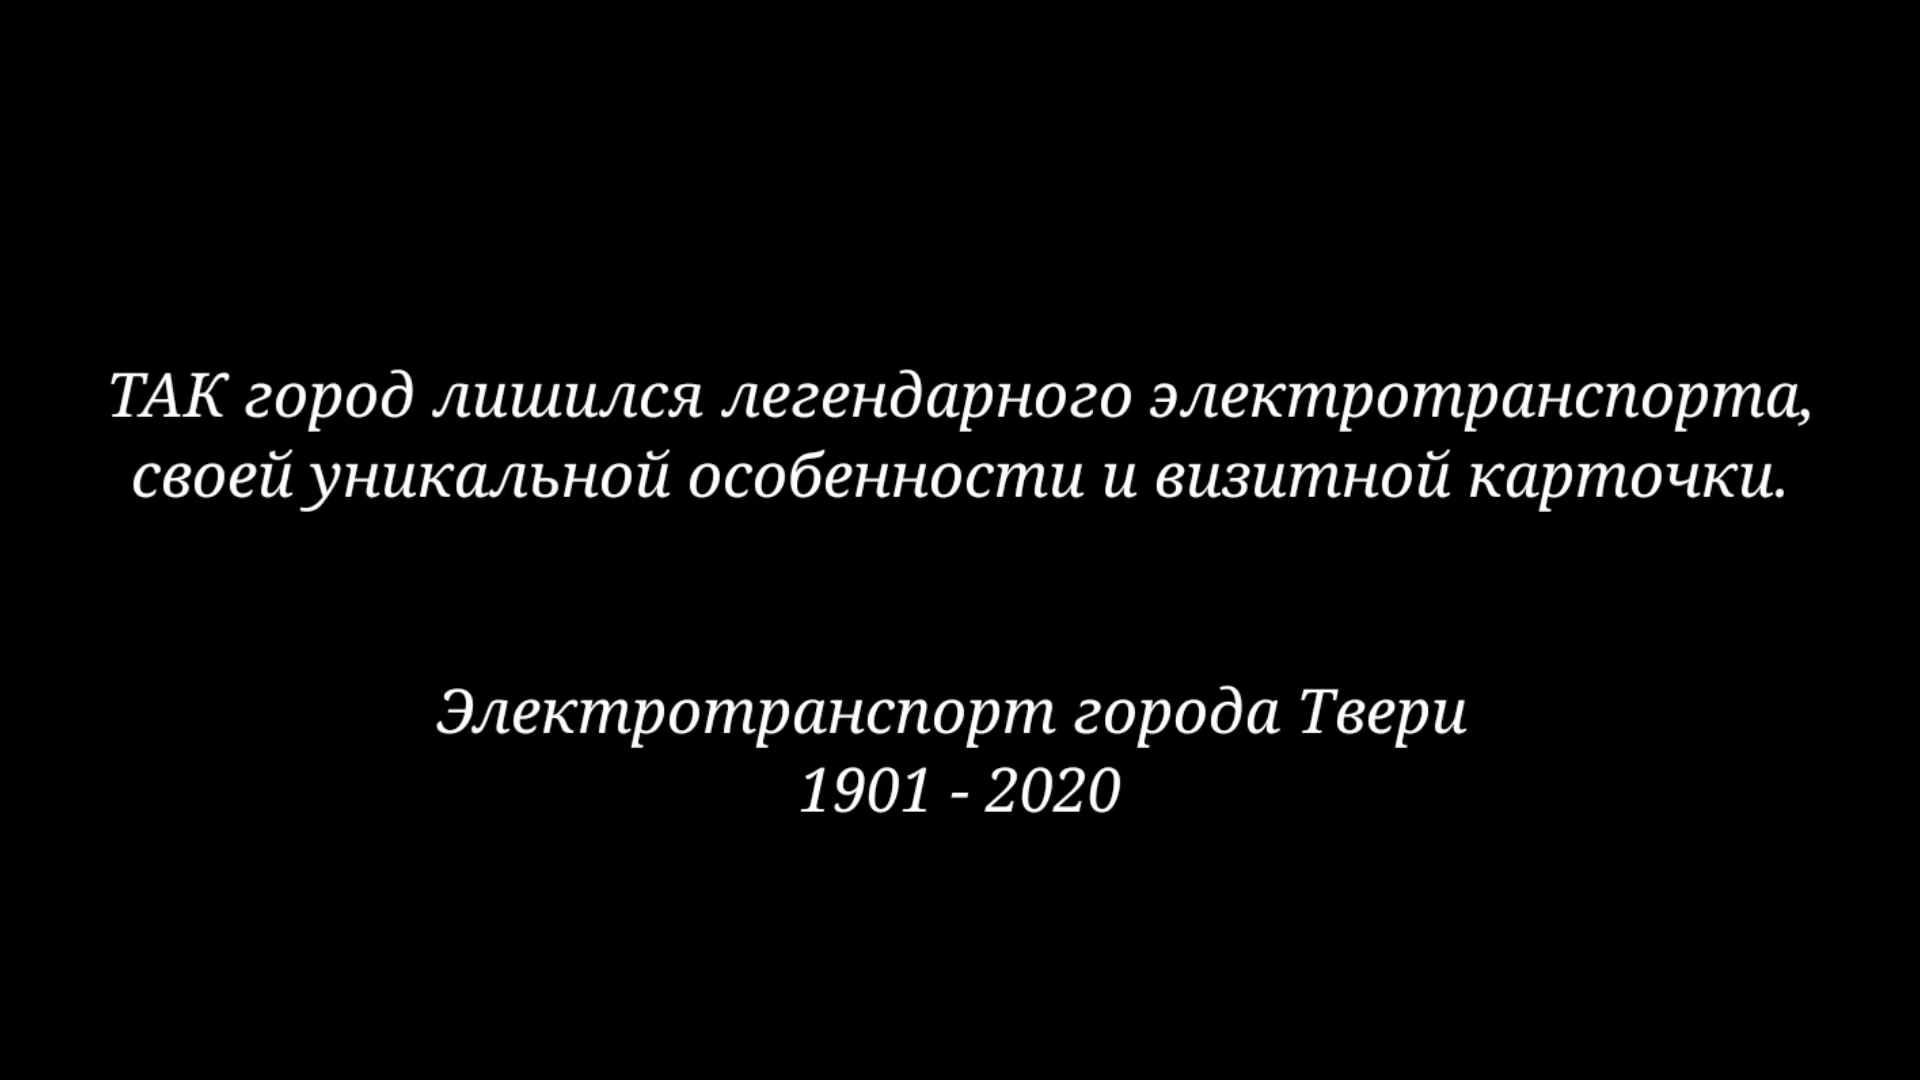 ТАК город лишился легендарного электротранспорта,
своей уникальной особенности и визитной карточки.
Электротранспорт города Твери
1901 - 2020